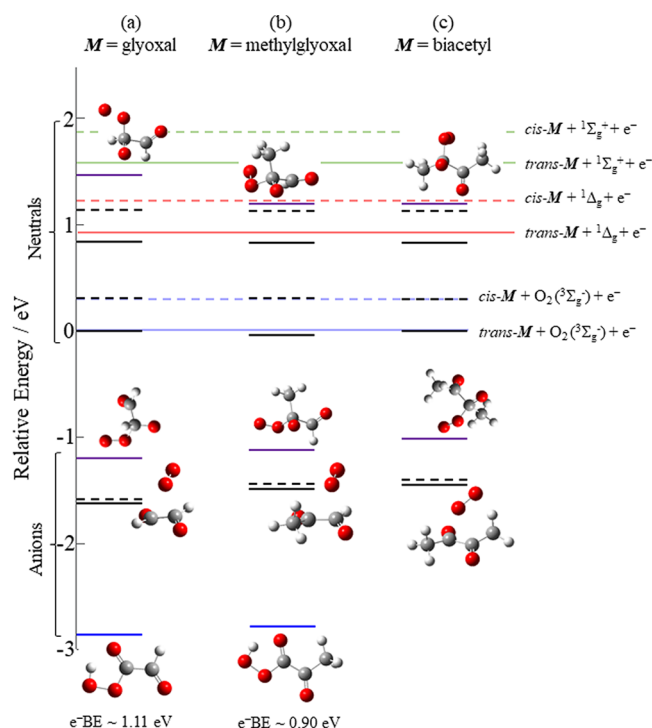 (a) (b) (c)
M = glyoxal M = methylglyoxal M = biacetyl
2
cis-M + ¹Σg⁺ + e⁻
trans-M + ¹Σg⁺ + e⁻
cis-M + ¹Δg + e⁻
1
trans-M + ¹Δg + e⁻
Neutrals
cis-M + O₂(³Σg⁻) + e⁻
0
trans-M + O₂(³Σg⁻) + e⁻
Relative Energy / eV
-1
Anions
-2
-3
e⁻BE ~ 1.11 eV e⁻BE ~ 0.90 eV